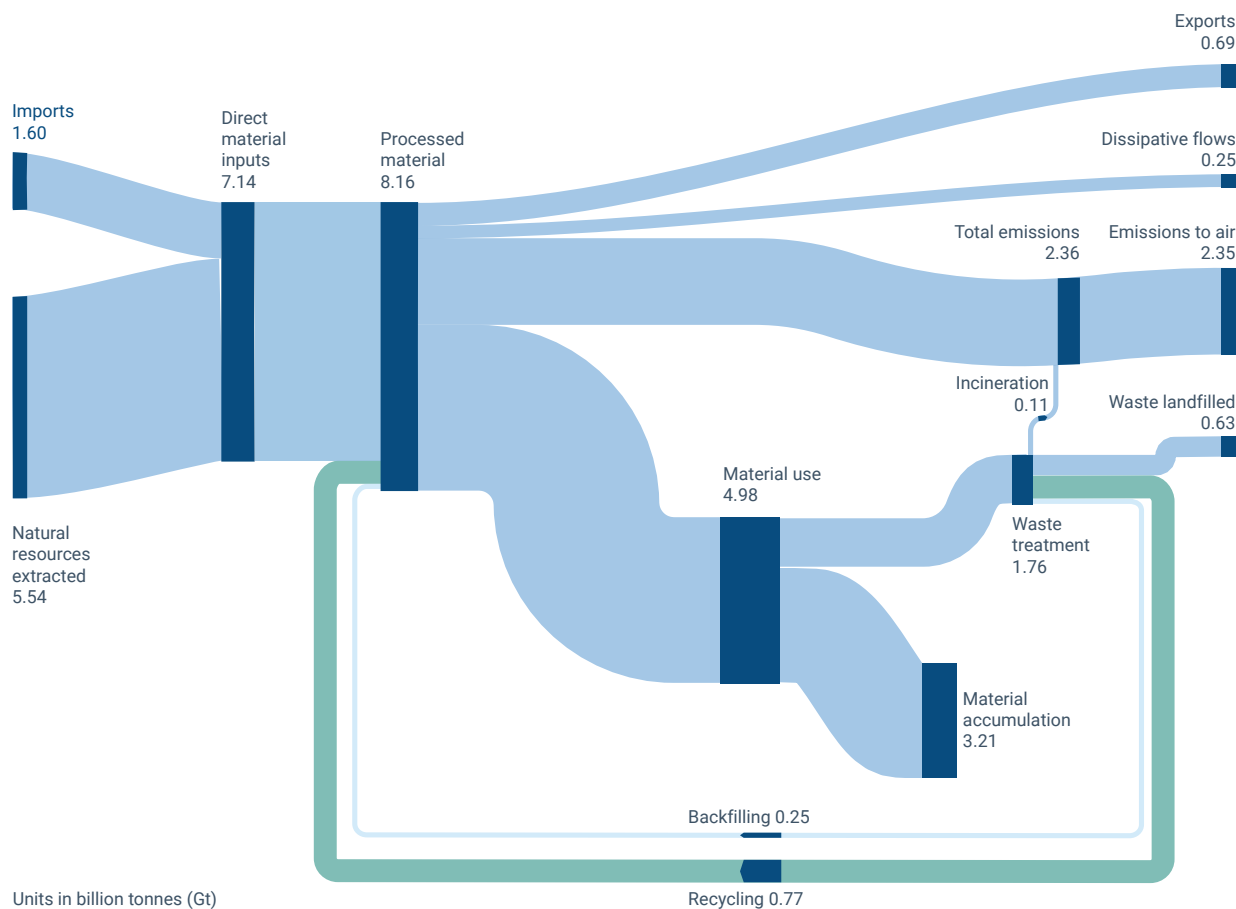 Exports
0.69
Imports
1.60
Direct
material
inputs
7.14
Processed
material
8.16
Dissipative flows
0.25
Total emissions
2.36
Emissions to air
2.35
Incineration
0.11
Waste landfilled
0.63
Material use
4.98
Natural
resources
extracted
5.54
Waste
treatment
1.76
Material
accumulation
3.21
Backfilling 0.25
Recycling 0.77
Units in billion tonnes (Gt)